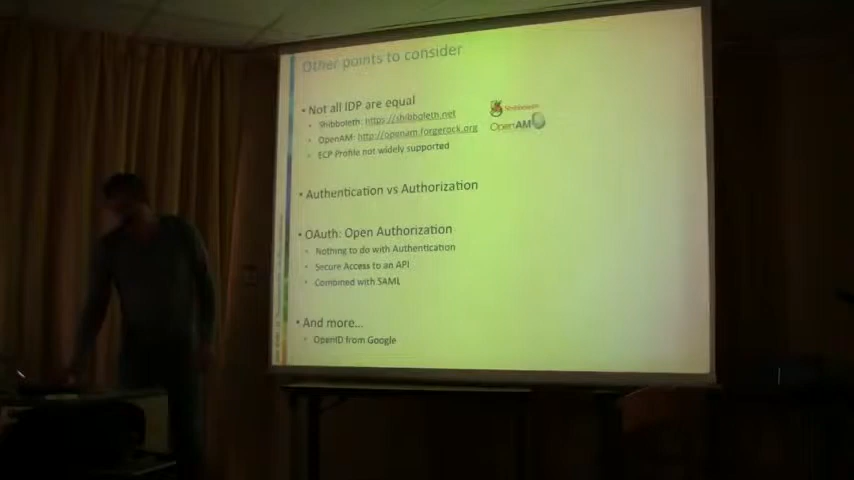 Other points to consider
• Not all IDP are equal
• Shibboleth: https://shibboleth.net
• OpenAM: http://openam.forgerock.org
• ECP Profile not widely supported
Shibboleth
OpenAM
• Authentication vs Authorization
• OAuth: Open Authorization
• Nothing to do with Authentication
• Secure Access to an API
• Combined with SAML
• And more...
• OpenID from Google